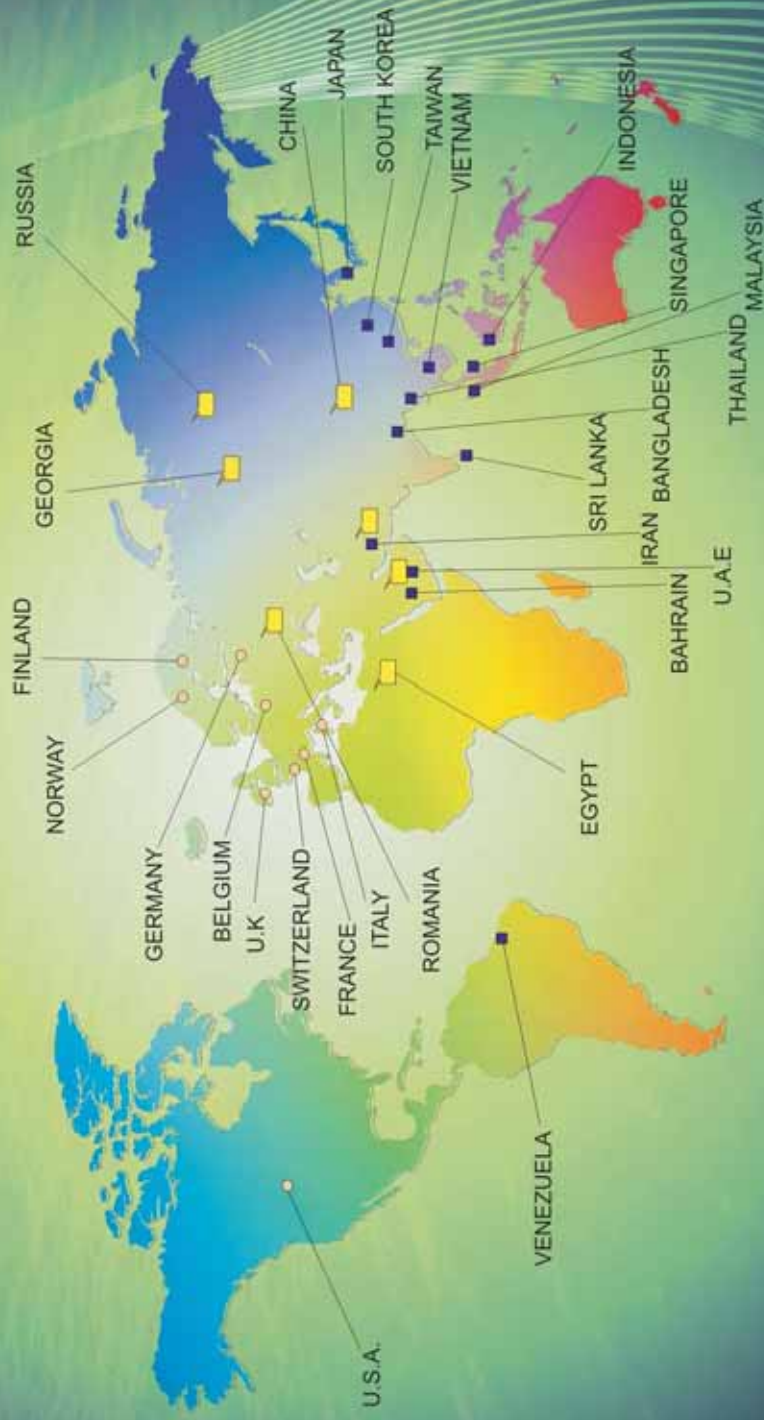 U.S.A.
VENEZUELA
NORWAY
FINLAND
GERMANY
BELGIUM
U.K
SWITZERLAND
FRANCE
ITALY
ROMANIA
EGYPT
GEORGIA
RUSSIA
BAHRAIN
U.A.E
IRAN
SRI LANKA
BANGLADESH
THAILAND
MALAYSIA
SINGAPORE
INDONESIA
CHINA
JAPAN
SOUTH KOREA
TAIWAN
VIETNAM